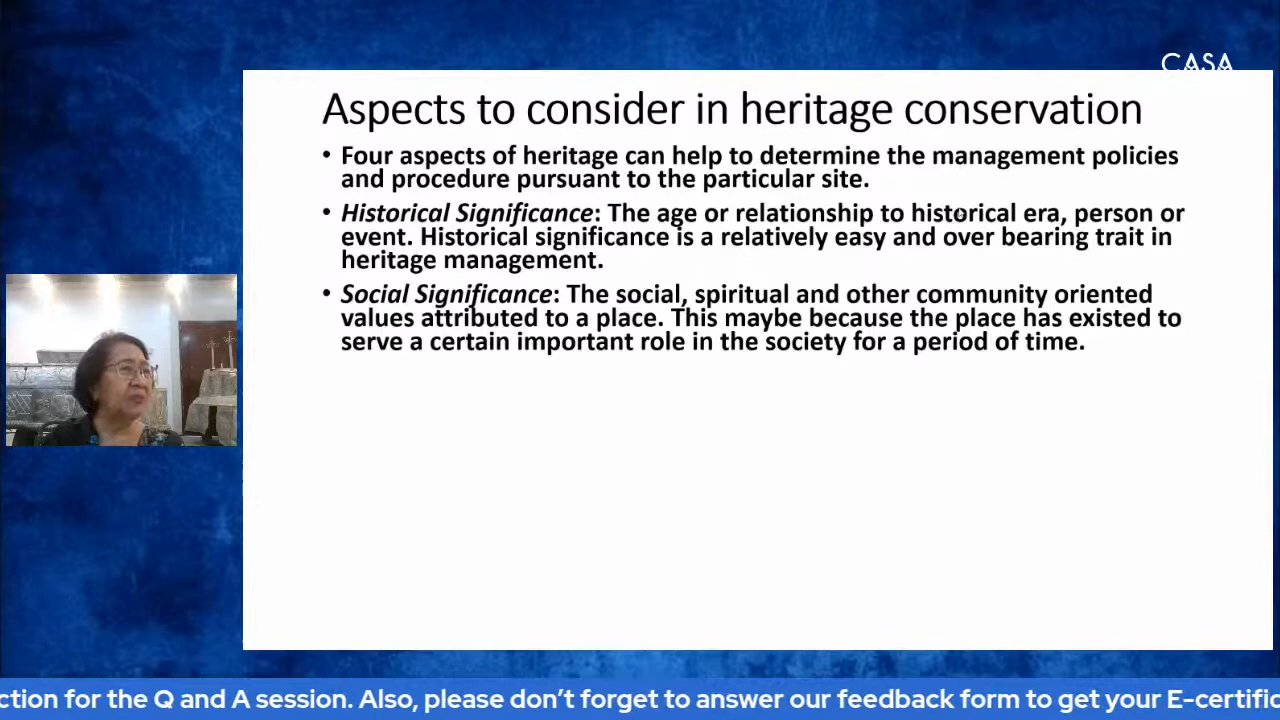 CASA
Aspects to consider in heritage conservation
• Four aspects of heritage can help to determine the management policies
and procedure pursuant to the particular site.
• Historical Significance: The age or relationship to historical era, person or
event. Historical significance is a relatively easy and over bearing trait in
heritage management.
• Social Significance: The social, spiritual and other community oriented
values attributed to a place. This maybe because the place has existed to
serve a certain important role in the society for a period of time.
ction for the Q and A session. Also, please don’t forget to answer our feedback form to get your E-certific